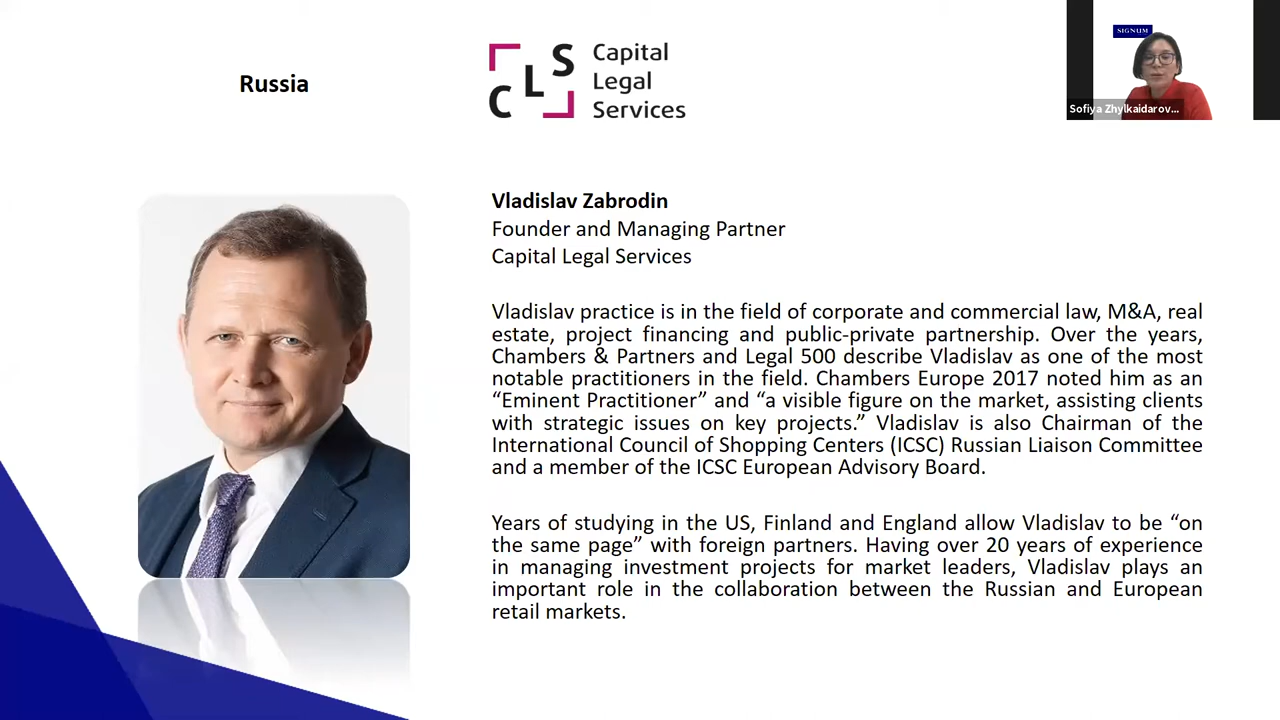 Russia
C L S
Capital
Legal
Services
SIGNUM
Sofiya Zhylkaidarov...
Vladislav Zabrodin
Founder and Managing Partner
Capital Legal Services
Vladislav practice is in the field of corporate and commercial law, M&A, real
estate, project financing and public-private partnership. Over the years,
Chambers & Partners and Legal 500 describe Vladislav as one of the most
notable practitioners in the field. Chambers Europe 2017 noted him as an
“Eminent Practitioner” and “a visible figure on the market, assisting clients
with strategic issues on key projects.” Vladislav is also Chairman of the
International Council of Shopping Centers (ICSC) Russian Liaison Committee
and a member of the ICSC European Advisory Board.
Years of studying in the US, Finland and England allow Vladislav to be “on
the same page” with foreign partners. Having over 20 years of experience
in managing investment projects for market leaders, Vladislav plays an
important role in the collaboration between the Russian and European
retail markets.